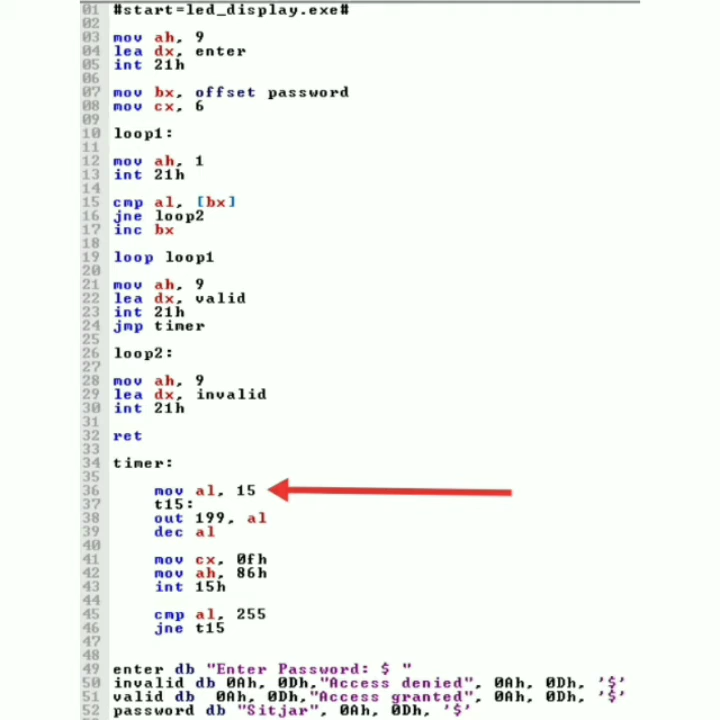 01 #start=led_display.exe#
02
03 mov ah, 9
04 lea dx, enter
05 int 21h
06
07 mov bx, offset password
08 mov cx, 6
09
10 loop1:
11
12 mov ah, 1
13 int 21h
14
15 cmp al, [bx]
16 jne loop2
17 inc bx
18
19 loop loop1
20
21 mov ah, 9
22 lea dx, valid
23 int 21h
24 jmp timer
25
26 loop2:
27
28 mov ah, 9
29 lea dx, invalid
30 int 21h
31
32 ret
33
34 timer:
35
36 mov al, 15
37 t15:
38 out 199, al
39 dec al
40
41 mov cx, 0fh
42 mov ah, 86h
43 int 15h
44
45 cmp al, 255
46 jne t15
47
48
49 enter db "Enter Password: $ "
50 invalid db 0Ah, 0Dh,"Access denied", 0Ah, 0Dh, '$'
51 valid db 0Ah, 0Dh,"Access granted", 0Ah, 0Dh, '$'
52 password db "Sitjar", 0Ah, 0Dh, '$'